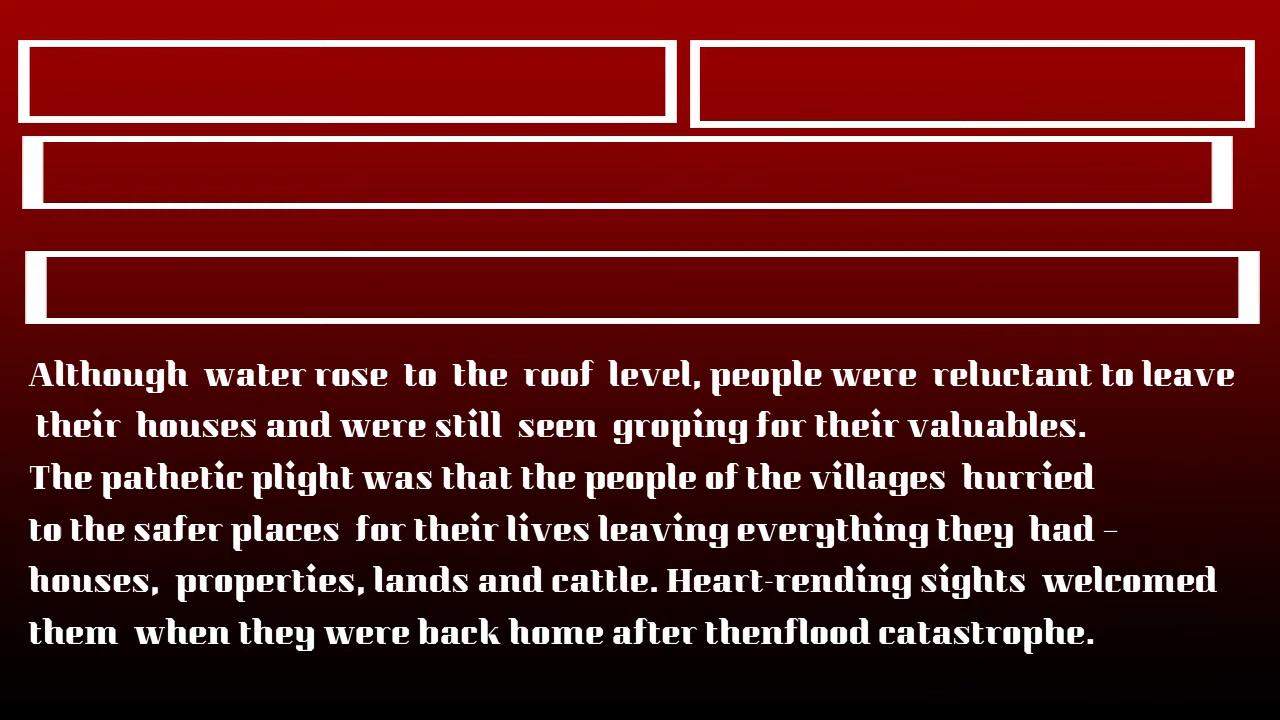 Although water rose to the roof level, people were reluctant to leave
their houses and were still seen groping for their valuables.
The pathetic plight was that the people of the villages hurried
to the safer places for their lives leaving everything they had –
houses, properties, lands and cattle. Heart-rending sights welcomed
them when they were back home after thenflood catastrophe.